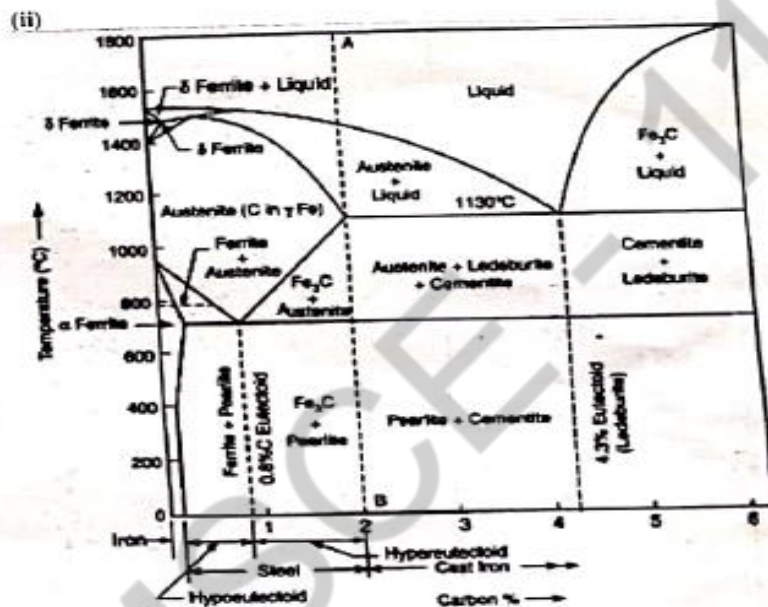 (ii)
1800
A
δ Ferrite + Liquid
Liquid
1600
δ Ferrite
δ Ferrite
1400
Fe₃C
+
Liquid
Austenite
+
Liquid
1200
1130°C
Austenite (C in γ Fe)
Temperature (°C)
1000
Ferrite
+
Austenite
Fe₃C
+
Austenite
Austenite + Ledeburite
+ Cementite
Cementite
+
Ledeburite
800
α Ferrite
600
Ferrite + Pearlite
0.8%C Eutectoid
Fe₃C
+
Pearlite
Pearlite + Cementite
4.3% Eutectoid
(Ledeburite)
400
200
0
B
1
2
3
4
5
6
Iron
Hypereutectoid
Steel
Cast Iron
Hypoeutectoid
Carbon %